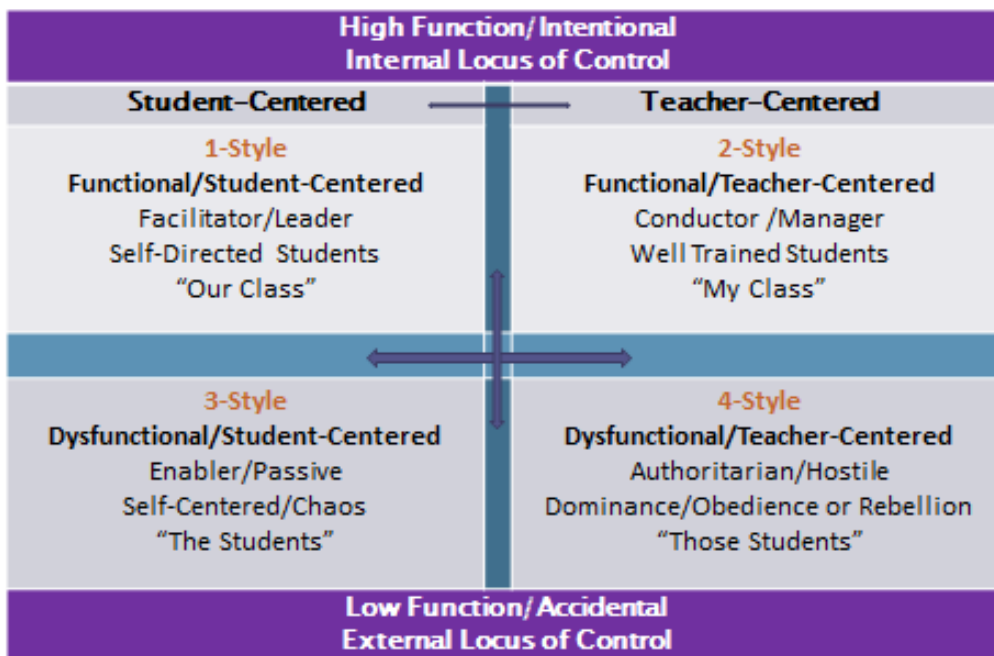 High Function/Intentional
Internal Locus of Control
Student–Centered
Teacher–Centered
1-Style
Functional/Student-Centered
Facilitator/Leader
Self-Directed Students
“Our Class”
2-Style
Functional/Teacher-Centered
Conductor /Manager
Well Trained Students
“My Class”
3-Style
Dysfunctional/Student-Centered
Enabler/Passive
Self-Centered/Chaos
“The Students”
4-Style
Dysfunctional/Teacher-Centered
Authoritarian/Hostile
Dominance/Obedience or Rebellion
“Those Students”
Low Function/Accidental
External Locus of Control